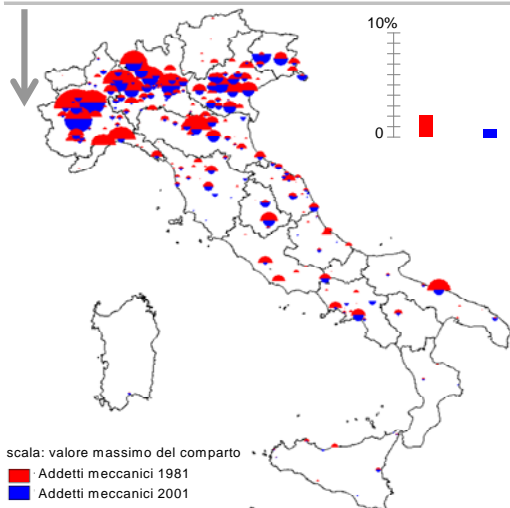 10%
0
scala: valore massimo del comparto
Addetti meccanici 1981
Addetti meccanici 2001